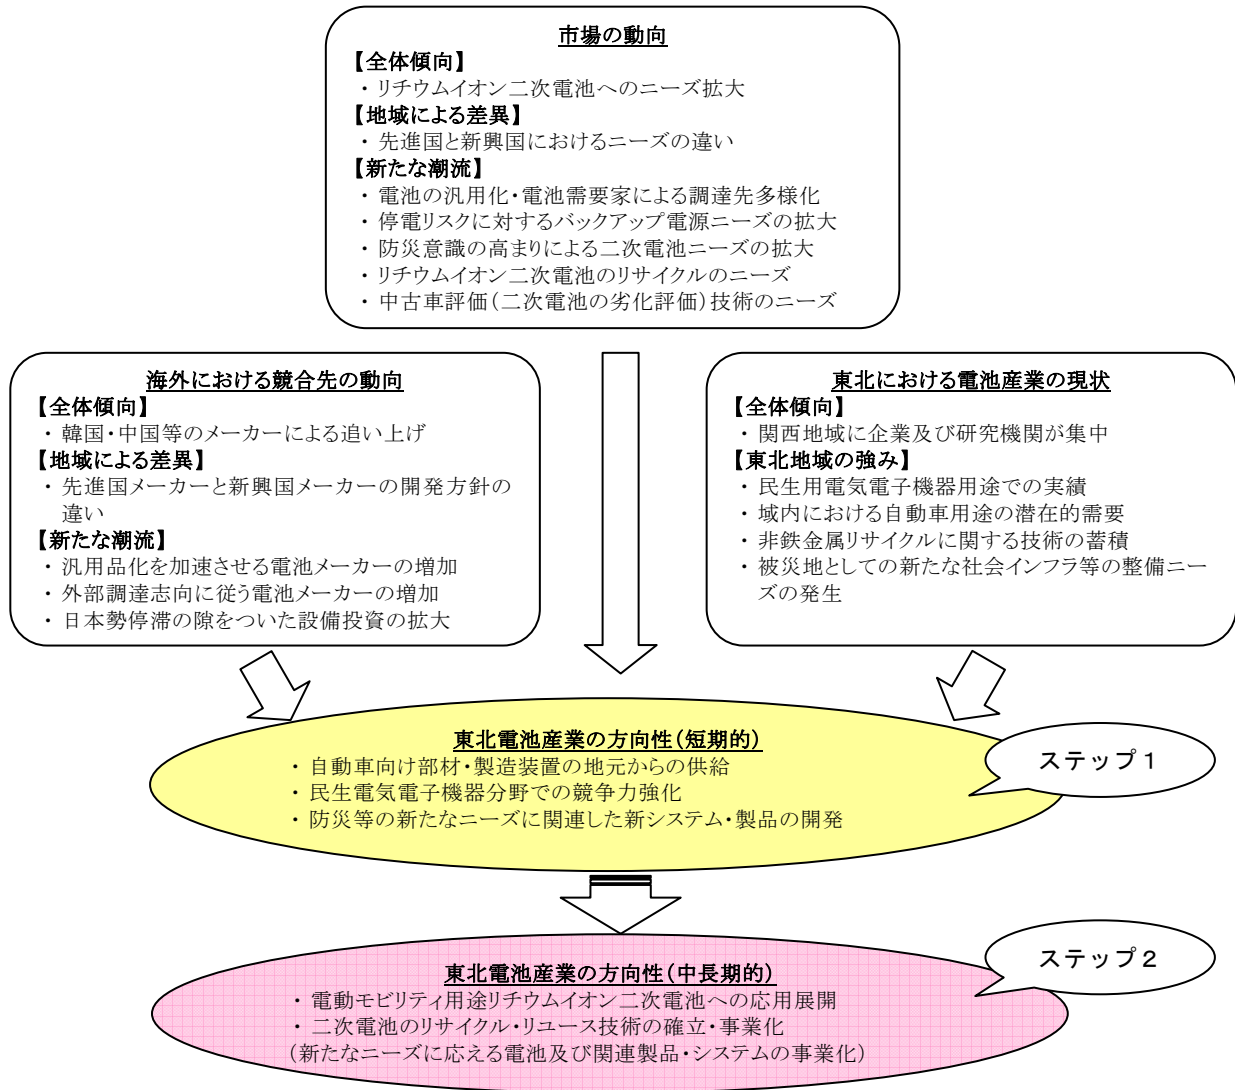 市場の動向
【全体傾向】
・ リチウムイオン二次電池へのニーズ拡大
【地域による差異】
・ 先進国と新興国におけるニーズの違い
【新たな潮流】
・ 電池の汎用化・電池需要家による調達先多様化
・ 停電リスクに対するバックアップ電源ニーズの拡大
・ 防災意識の高まりによる二次電池ニーズの拡大
・ リチウムイオン二次電池のリサイクルのニーズ
・ 中古車評価(二次電池の劣化評価)技術のニーズ
海外における競合先の動向
【全体傾向】
・ 韓国・中国等のメーカーによる追い上げ
【地域による差異】
・ 先進国メーカーと新興国メーカーの開発方針の
違い
【新たな潮流】
・ 汎用品化を加速させる電池メーカーの増加
・ 外部調達志向に従う電池メーカーの増加
・ 日本勢停滞の隙をついた設備投資の拡大
東北における電池産業の現状
【全体傾向】
・ 関西地域に企業及び研究機関が集中
【東北地域の強み】
・ 民生用電気電子機器用途での実績
・ 域内における自動車用途の潜在的需要
・ 非鉄金属リサイクルに関する技術の蓄積
・ 被災地としての新たな社会インフラ等の整備ニー
ズの発生
東北電池産業の方向性(短期的)
・ 自動車向け部材・製造装置の地元からの供給
・ 民生電気電子機器分野での競争力強化
・ 防災等の新たなニーズに関連した新システム・製品の開発
ステップ1
東北電池産業の方向性(中長期的)
・ 電動モビリティ用途リチウムイオン二次電池への応用展開
・ 二次電池のリサイクル・リユース技術の確立・事業化
(新たなニーズに応える電池及び関連製品・システムの事業化)
ステップ2